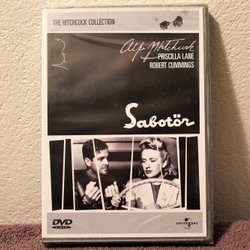 THE HITCHCOCK COLLECTION
Alfred Hitchcock
PRISCILLA LANE
ROBERT CUMMINGS
Sabotör
DVD
UNIVERSAL